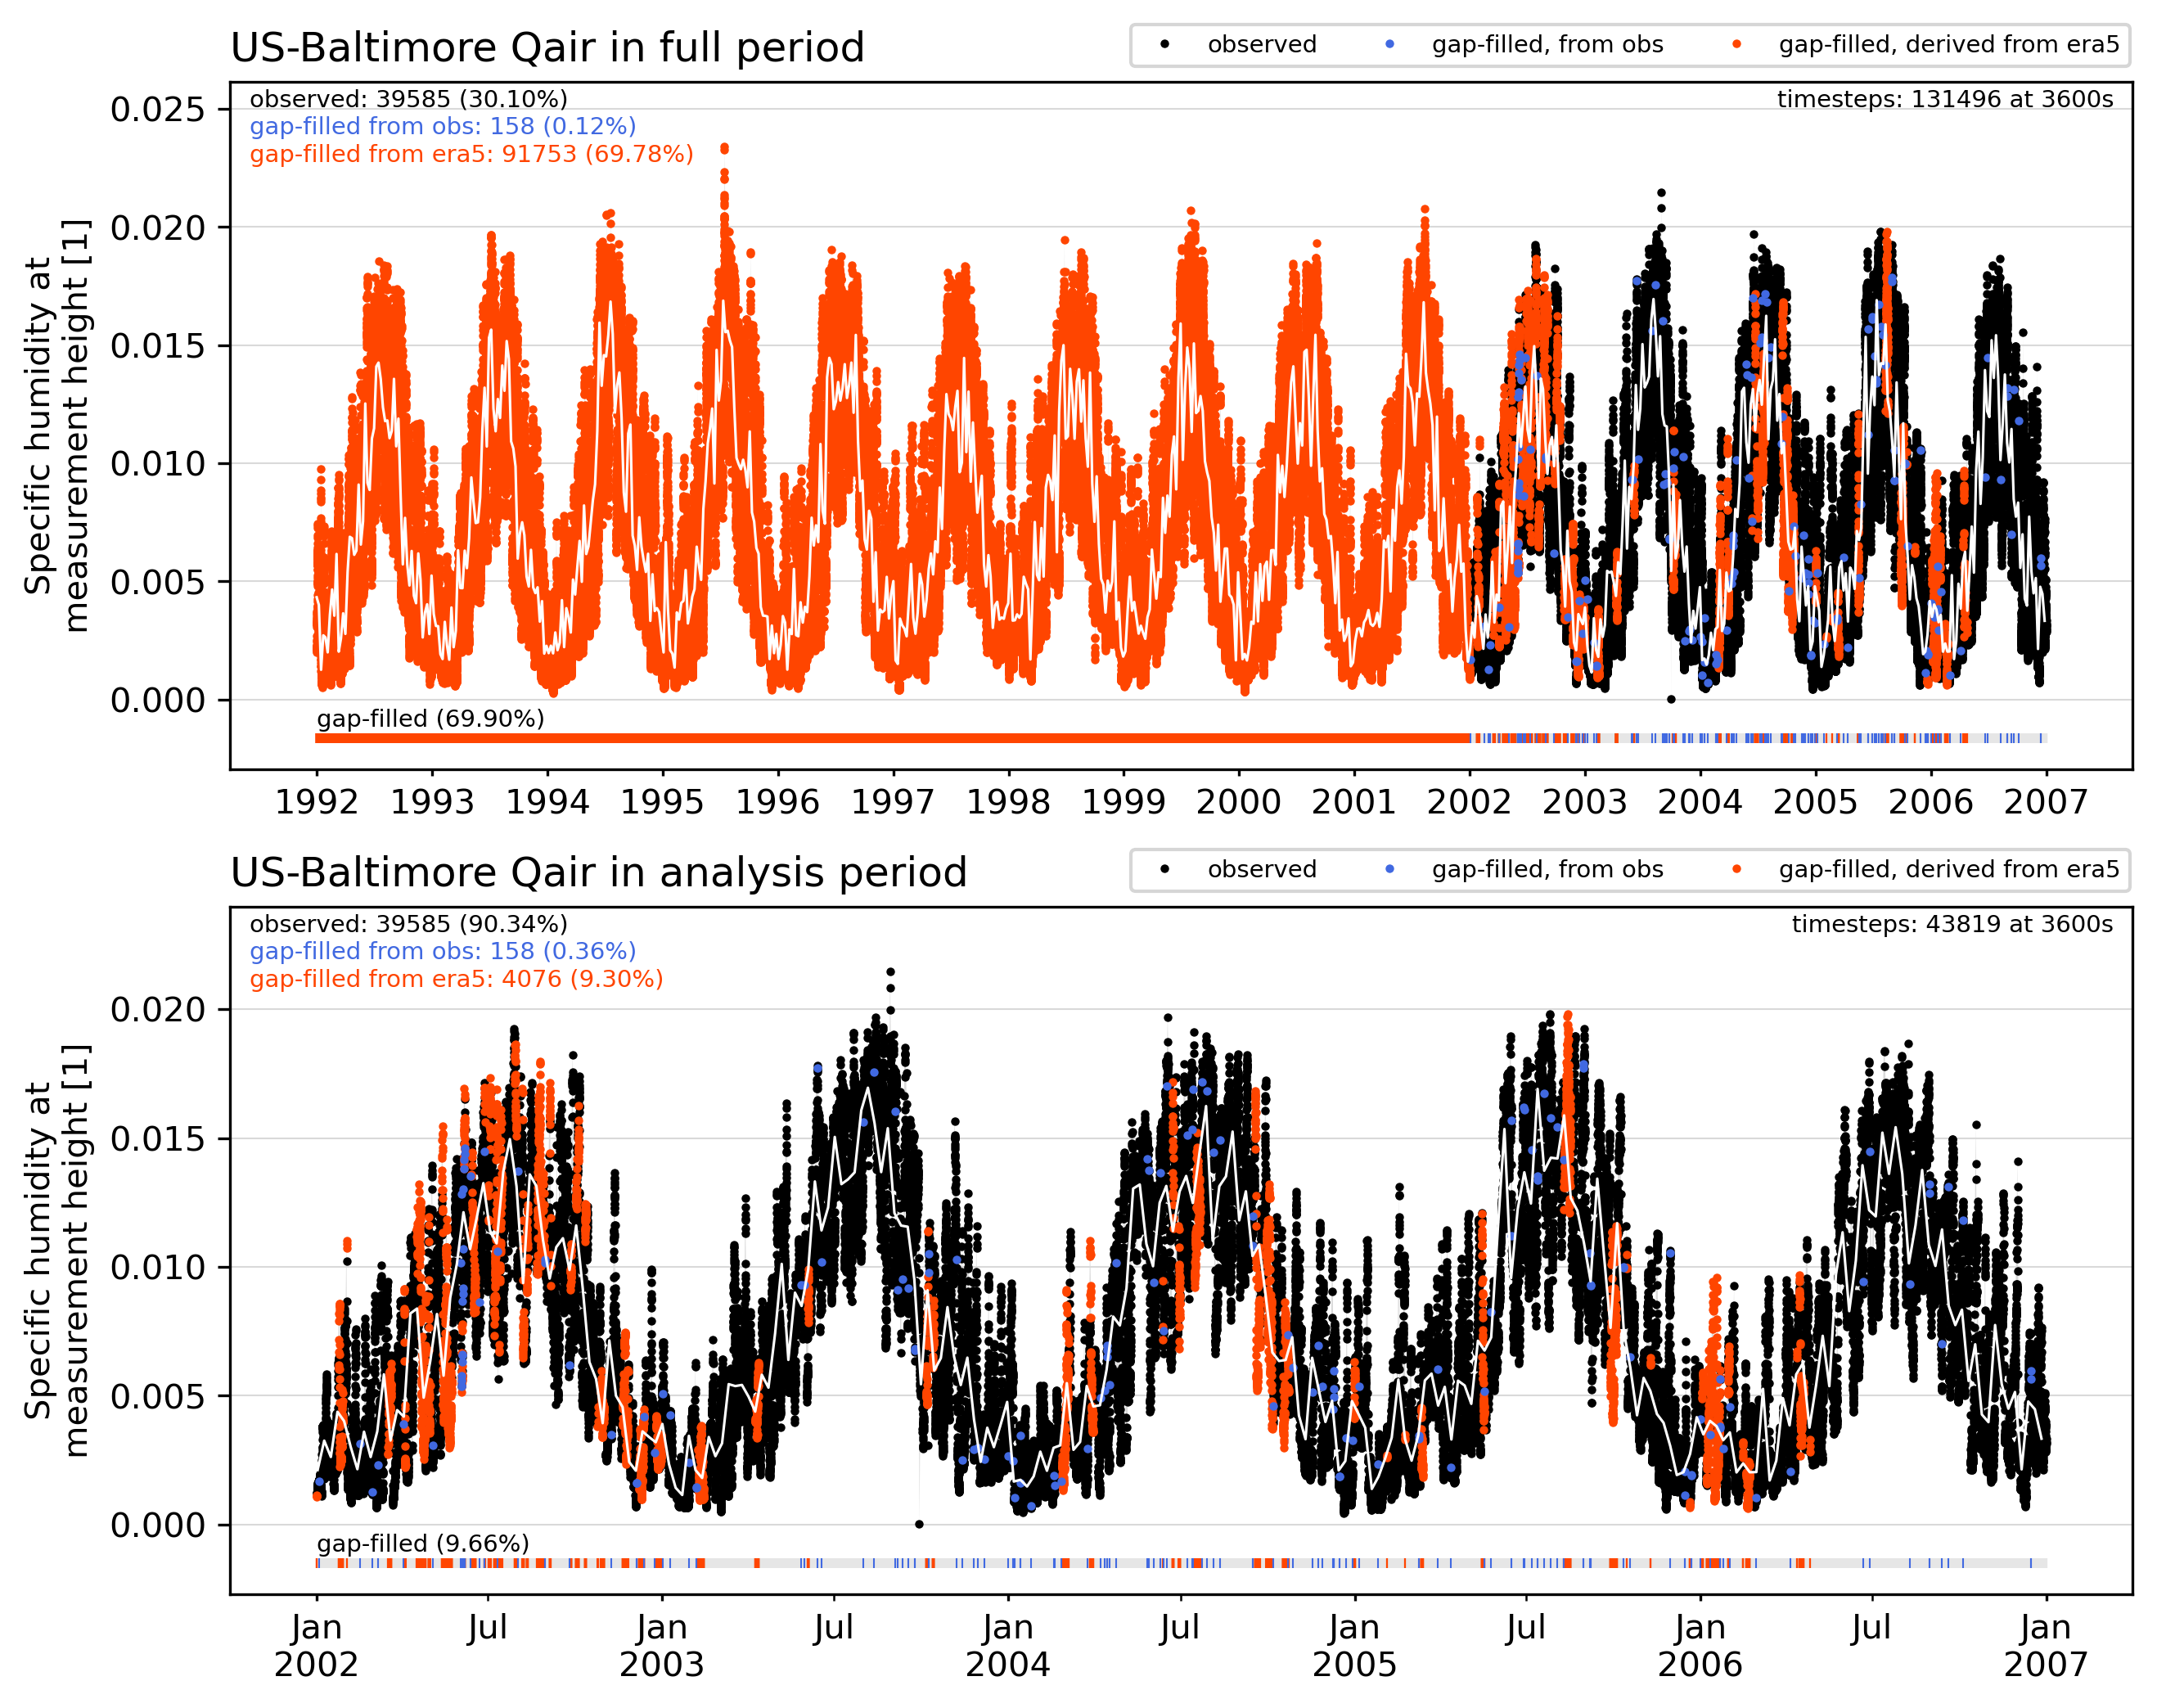 US-Baltimore Qair in full period
observed gap-filled, from obs gap-filled, derived from era5
observed: 39585 (30.10%)
gap-filled from obs: 158 (0.12%)
gap-filled from era5: 91753 (69.78%)
timesteps: 131496 at 3600s
Specific humidity at
measurement height [1]
0.025
0.020
0.015
0.010
0.005
0.000
gap-filled (69.90%)
1992 1993 1994 1995 1996 1997 1998 1999 2000 2001 2002 2003 2004 2005 2006 2007
US-Baltimore Qair in analysis period
observed gap-filled, from obs gap-filled, derived from era5
observed: 39585 (90.34%)
gap-filled from obs: 158 (0.36%)
gap-filled from era5: 4076 (9.30%)
timesteps: 43819 at 3600s
Specific humidity at
measurement height [1]
0.020
0.015
0.010
0.005
0.000
gap-filled (9.66%)
Jan Jul Jan Jul Jan Jul Jan Jul Jan Jul Jan
2002 2003 2004 2005 2006 2007